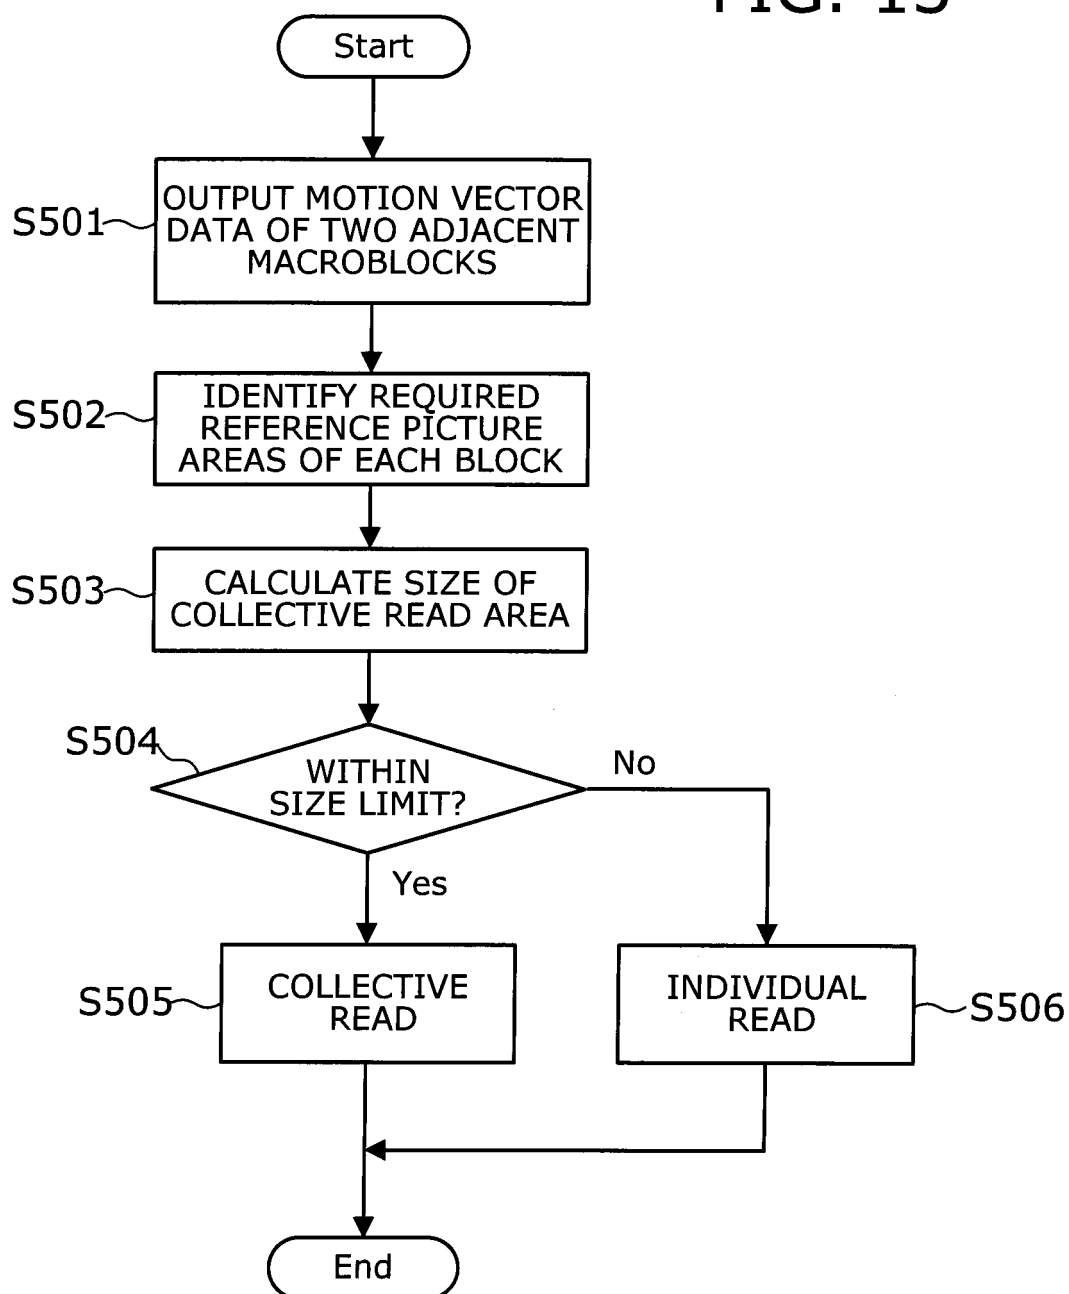 FIG. 15
Start
S501
OUTPUT MOTION VECTOR
DATA OF TWO ADJACENT
MACROBLOCKS
S502
IDENTIFY REQUIRED
REFERENCE PICTURE
AREAS OF EACH BLOCK
S503
CALCULATE SIZE OF
COLLECTIVE READ AREA
S504
WITHIN
SIZE LIMIT?
No
Yes
S505
COLLECTIVE
READ
INDIVIDUAL
READ
S506
End